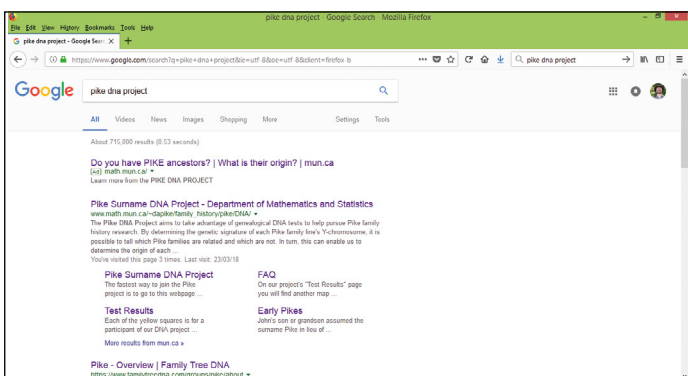 pike dna project - Google Search - Mozilla Firefox
File Edit View History Bookmarks Tools Help
G pike dna project - Google Searc X +
https://www.google.com/search?q=pike+dna+project&ie=utf-8&oe=utf-8&client=firefox-b
pike dna project
Google
pike dna project
All Videos News Images Shopping More Settings Tools
About 715,000 results (0.53 seconds)
Do you have PIKE ancestors? | What is their origin? | mun.ca
Ad math.mun.ca/
Learn more from the PIKE DNA PROJECT
Pike Surname DNA Project - Department of Mathematics and Statistics
www.math.mun.ca/~dapike/family_history/pike/DNA/
The Pike DNA Project aims to take advantage of genealogical DNA tests to help pursue Pike family
history research. By determining the genetic signature of each Pike family line's Y-chromosome, it is
possible to tell which Pike families are related and which are not. In turn, this can enable us to
determine the origin of each ...
You've visited this page 3 times. Last visit: 23/03/18
Pike Surname DNA Project
The fastest way to join the Pike
project is to go to this webpage ...
FAQ
On our project's "Test Results" page
you will find another map ...
Test Results
Each of the yellow squares is for a
participant of our DNA project ...
Early Pikes
John's son or grandson assumed the
surname Pike in lieu of ...
More results from mun.ca »
Pike - Overview | Family Tree DNA
https://www.familytreedna.com/groups/pike/about